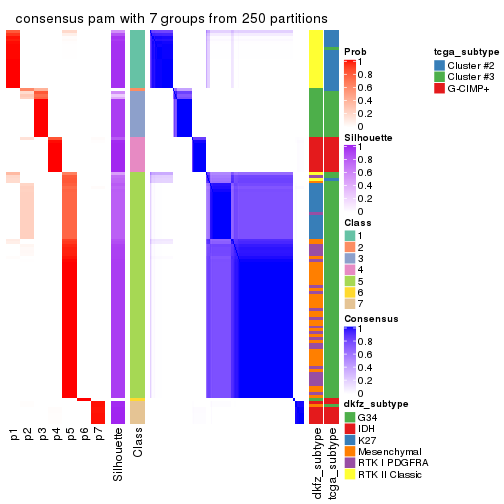 consensus pam with 7 groups from 250 partitions
Prob
1
0.8
0.6
0.4
0.2
0
Silhouette
1
0.8
0.6
0.4
0.2
0
Class
1
2
3
4
5
6
7
Consensus
1
0.8
0.6
0.4
0.2
0
dkfz_subtype
G34
IDH
K27
Mesenchymal
RTK I PDGFRA
RTK II Classic
tcga_subtype
Cluster #2
Cluster #3
G-CIMP+
p1
p2
p3
p4
p5
p6
p7
Silhouette
Class
dkfz_subtype
tcga_subtype